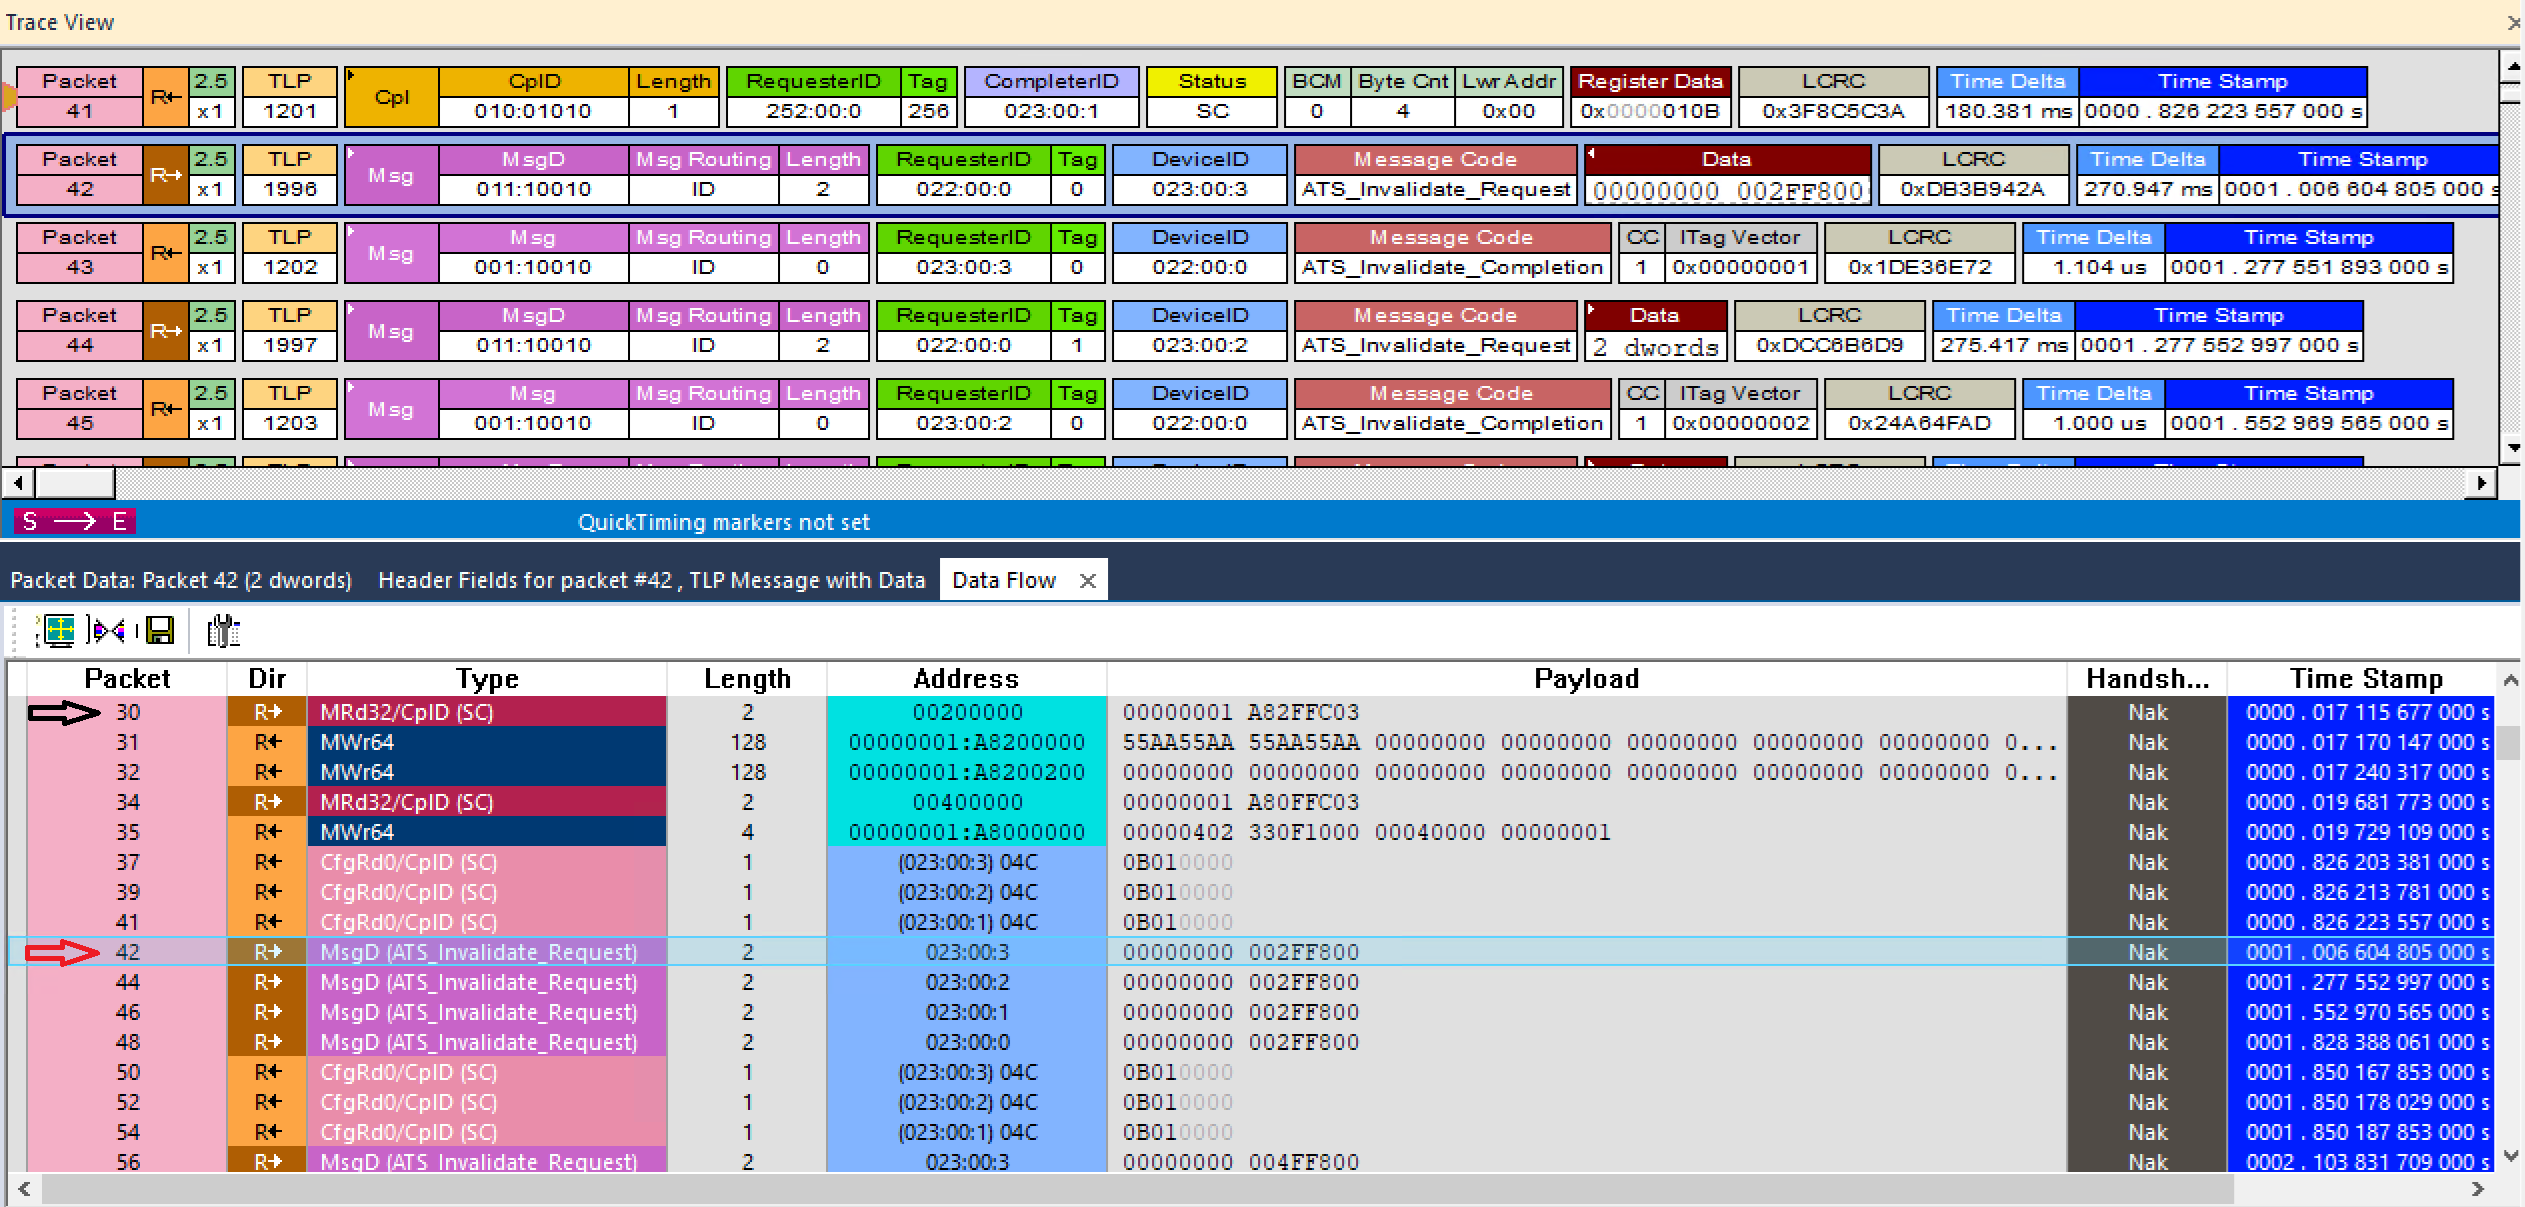 Trace View
Packet R← 2.5 TLP Cpl CplD Length RequesterID Tag CompleterID Status BCM Byte Cnt Lwr Addr Register Data LCRC Time Delta Time Stamp
41 x1 1201 010:01010 1 252:00:0 256 023:00:1 SC 0 4 0x00 0x0000010B 0x3F8C5C3A 180.381 ms 0000 . 826 223 557 000 s
Packet R→ 2.5 TLP Msg MsgD Msg Routing Length RequesterID Tag DeviceID Message Code Data LCRC Time Delta Time Stamp
42 x1 1996 011:10010 ID 2 022:00:0 0 023:00:3 ATS_Invalidate_Request 00000000 002FF800 0xDB3B942A 270.947 ms 0001 . 006 604 805 000 s
Packet R← 2.5 TLP Msg Msg Msg Routing Length RequesterID Tag DeviceID Message Code CC ITag Vector LCRC Time Delta Time Stamp
43 x1 1202 001:10010 ID 0 023:00:3 0 022:00:0 ATS_Invalidate_Completion 1 0x00000001 0x1DE36E72 1.104 us 0001 . 277 551 893 000 s
Packet R→ 2.5 TLP Msg MsgD Msg Routing Length RequesterID Tag DeviceID Message Code Data LCRC Time Delta Time Stamp
44 x1 1997 011:10010 ID 2 022:00:0 1 023:00:2 ATS_Invalidate_Request 2 dwords 0xDCC6B6D9 275.417 ms 0001 . 277 552 997 000 s
Packet R← 2.5 TLP Msg Msg Msg Routing Length RequesterID Tag DeviceID Message Code CC ITag Vector LCRC Time Delta Time Stamp
45 x1 1203 001:10010 ID 0 023:00:2 0 022:00:0 ATS_Invalidate_Completion 1 0x00000002 0x24A64FAD 1.000 us 0001 . 552 969 565 000 s
S → E QuickTiming markers not set
Packet Data: Packet 42 (2 dwords) Header Fields for packet #42 , TLP Message with Data Data Flow
Packet Dir Type Length Address Payload Handsh... Time Stamp
30 R→ MRd32/CplD (SC) 2 00200000 00000001 A82FFC03 Nak 0000 . 017 115 677 000 s
31 R← MWr64 128 00000001:A8200000 55AA55AA 55AA55AA 00000000 00000000 00000000 00000000 00000000 0... Nak 0000 . 017 170 147 000 s
32 R← MWr64 128 00000001:A8200200 00000000 00000000 00000000 00000000 00000000 00000000 00000000 0... Nak 0000 . 017 240 317 000 s
34 R→ MRd32/CplD (SC) 2 00400000 00000001 A80FFC03 Nak 0000 . 019 681 773 000 s
35 R← MWr64 4 00000001:A8000000 00000402 330F1000 00040000 00000001 Nak 0000 . 019 729 109 000 s
37 R← CfgRd0/CplD (SC) 1 (023:00:3) 04C 0B010000 Nak 0000 . 826 203 381 000 s
39 R← CfgRd0/CplD (SC) 1 (023:00:2) 04C 0B010000 Nak 0000 . 826 213 781 000 s
41 R← CfgRd0/CplD (SC) 1 (023:00:1) 04C 0B010000 Nak 0000 . 826 223 557 000 s
42 R→ MsgD (ATS_Invalidate_Request) 2 023:00:3 00000000 002FF800 Nak 0001 . 006 604 805 000 s
44 R→ MsgD (ATS_Invalidate_Request) 2 023:00:2 00000000 002FF800 Nak 0001 . 277 552 997 000 s
46 R→ MsgD (ATS_Invalidate_Request) 2 023:00:1 00000000 002FF800 Nak 0001 . 552 970 565 000 s
48 R→ MsgD (ATS_Invalidate_Request) 2 023:00:0 00000000 002FF800 Nak 0001 . 828 388 061 000 s
50 R← CfgRd0/CplD (SC) 1 (023:00:3) 04C 0B010000 Nak 0001 . 850 167 853 000 s
52 R← CfgRd0/CplD (SC) 1 (023:00:2) 04C 0B010000 Nak 0001 . 850 178 029 000 s
54 R← CfgRd0/CplD (SC) 1 (023:00:1) 04C 0B010000 Nak 0001 . 850 187 853 000 s
56 R→ MsgD (ATS_Invalidate_Request) 2 023:00:3 00000000 004FF800 Nak 0002 . 103 831 709 000 s